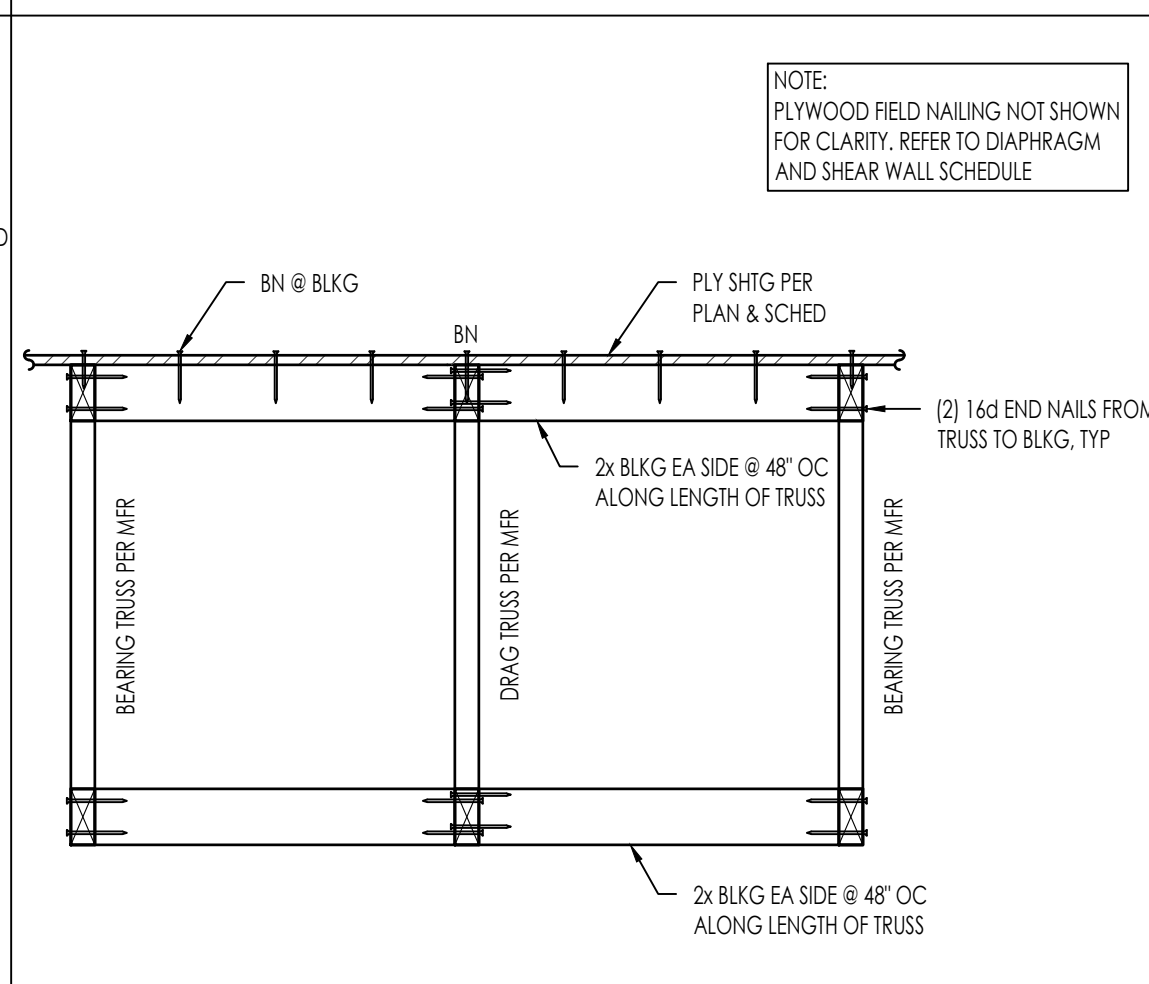 NOTE:
PLYWOOD FIELD NAILING NOT SHOWN
FOR CLARITY. REFER TO DIAPHRAGM
AND SHEAR WALL SCHEDULE
BN @ BLKG
PLY SHTG PER
PLAN & SCHED
BN
(2) 16d END NAILS FROM
TRUSS TO BLKG, TYP
2x BLKG EA SIDE @ 48" OC
ALONG LENGTH OF TRUSS
BEARING TRUSS PER MFR
DRAG TRUSS PER MFR
BEARING TRUSS PER MFR
2x BLKG EA SIDE @ 48" OC
ALONG LENGTH OF TRUSS